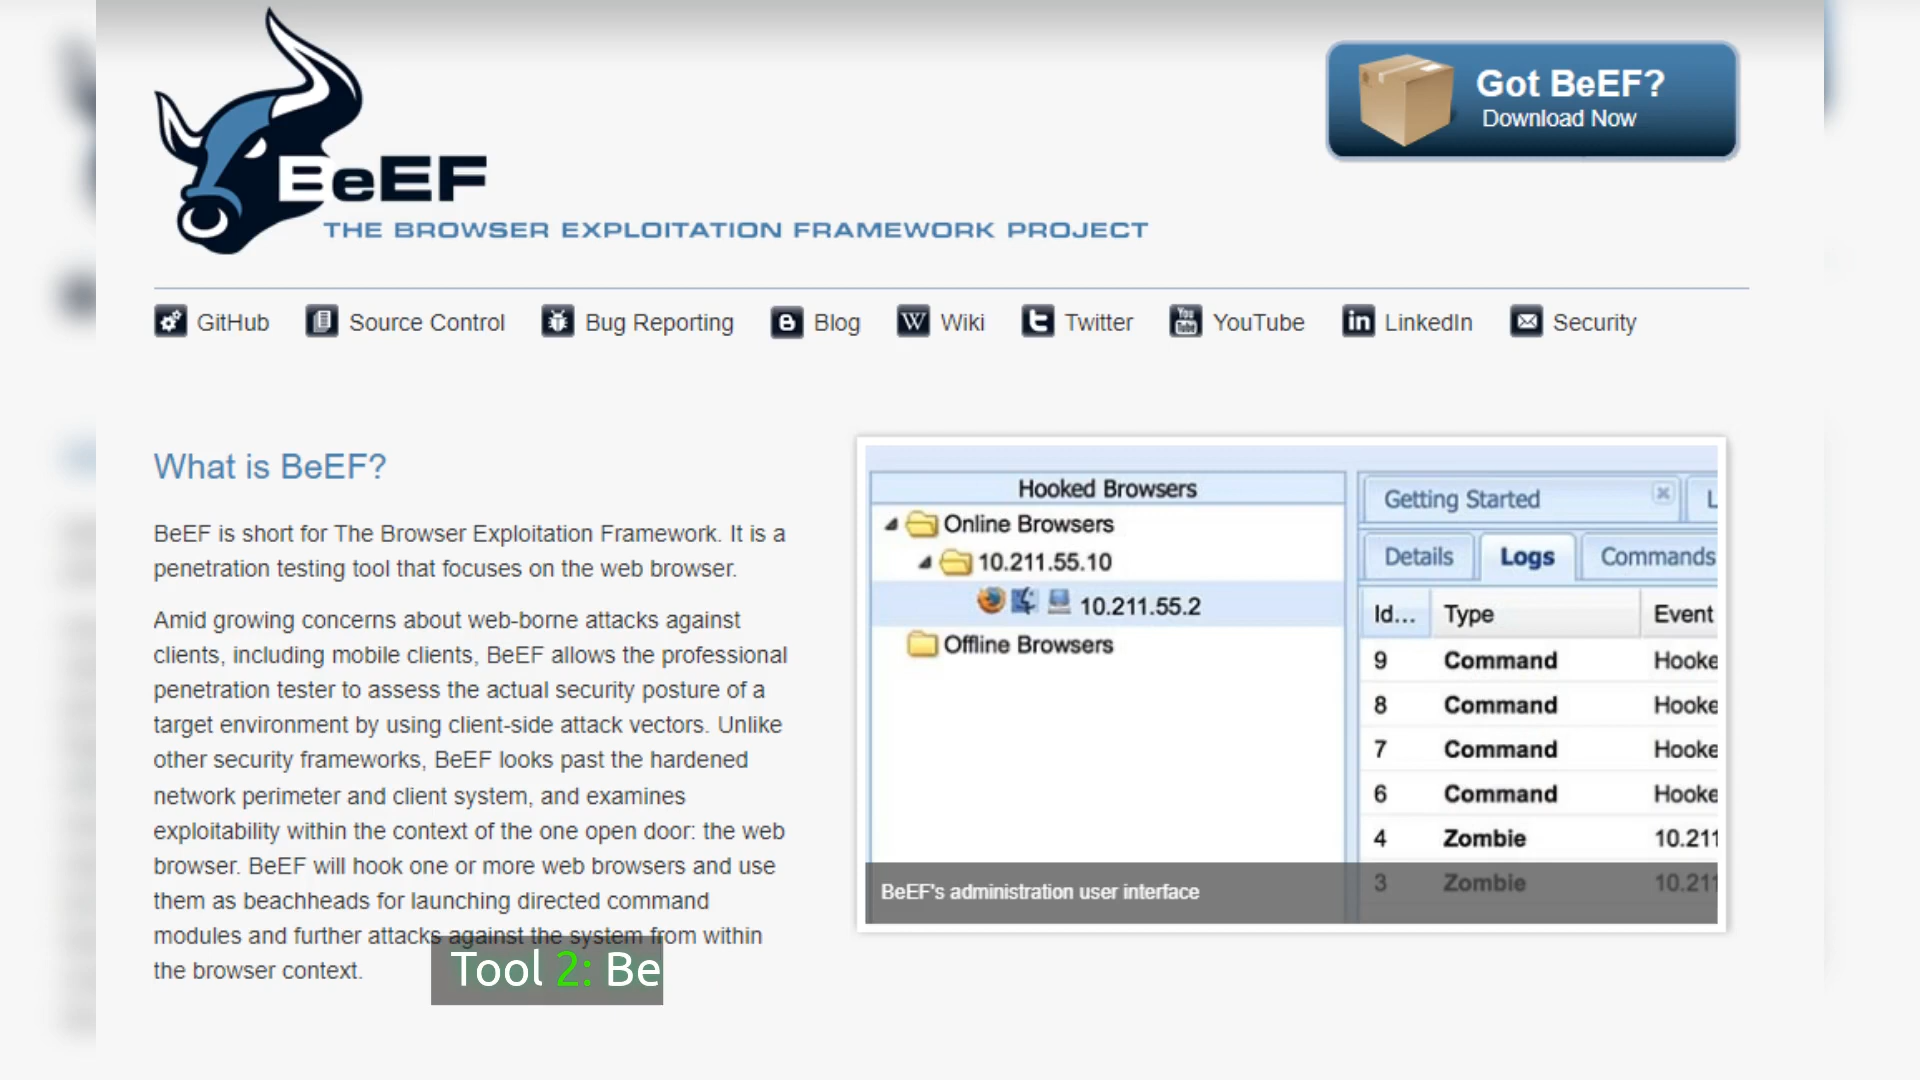 BeEF
THE BROWSER EXPLOITATION FRAMEWORK PROJECT
Got BeEF?
Download Now
GitHub
Source Control
Bug Reporting
Blog
Wiki
Twitter
YouTube
LinkedIn
Security
What is BeEF?
BeEF is short for The Browser Exploitation Framework. It is a
penetration testing tool that focuses on the web browser.
Amid growing concerns about web-borne attacks against
clients, including mobile clients, BeEF allows the professional
penetration tester to assess the actual security posture of a
target environment by using client-side attack vectors. Unlike
other security frameworks, BeEF looks past the hardened
network perimeter and client system, and examines
exploitability within the context of the one open door: the web
browser. BeEF will hook one or more web browsers and use
them as beachheads for launching directed command
modules and further attacks against the system from within
the browser context.
Hooked Browsers
Online Browsers
10.211.55.10
10.211.55.2
Offline Browsers
Getting Started
L
Details Logs Commands
Id... Type Event
9 Command Hooke
8 Command Hooke
7 Command Hooke
6 Command Hooke
4 Zombie 10.211
3 Zombie 10.211
BeEF's administration user interface
Tool 2: Be